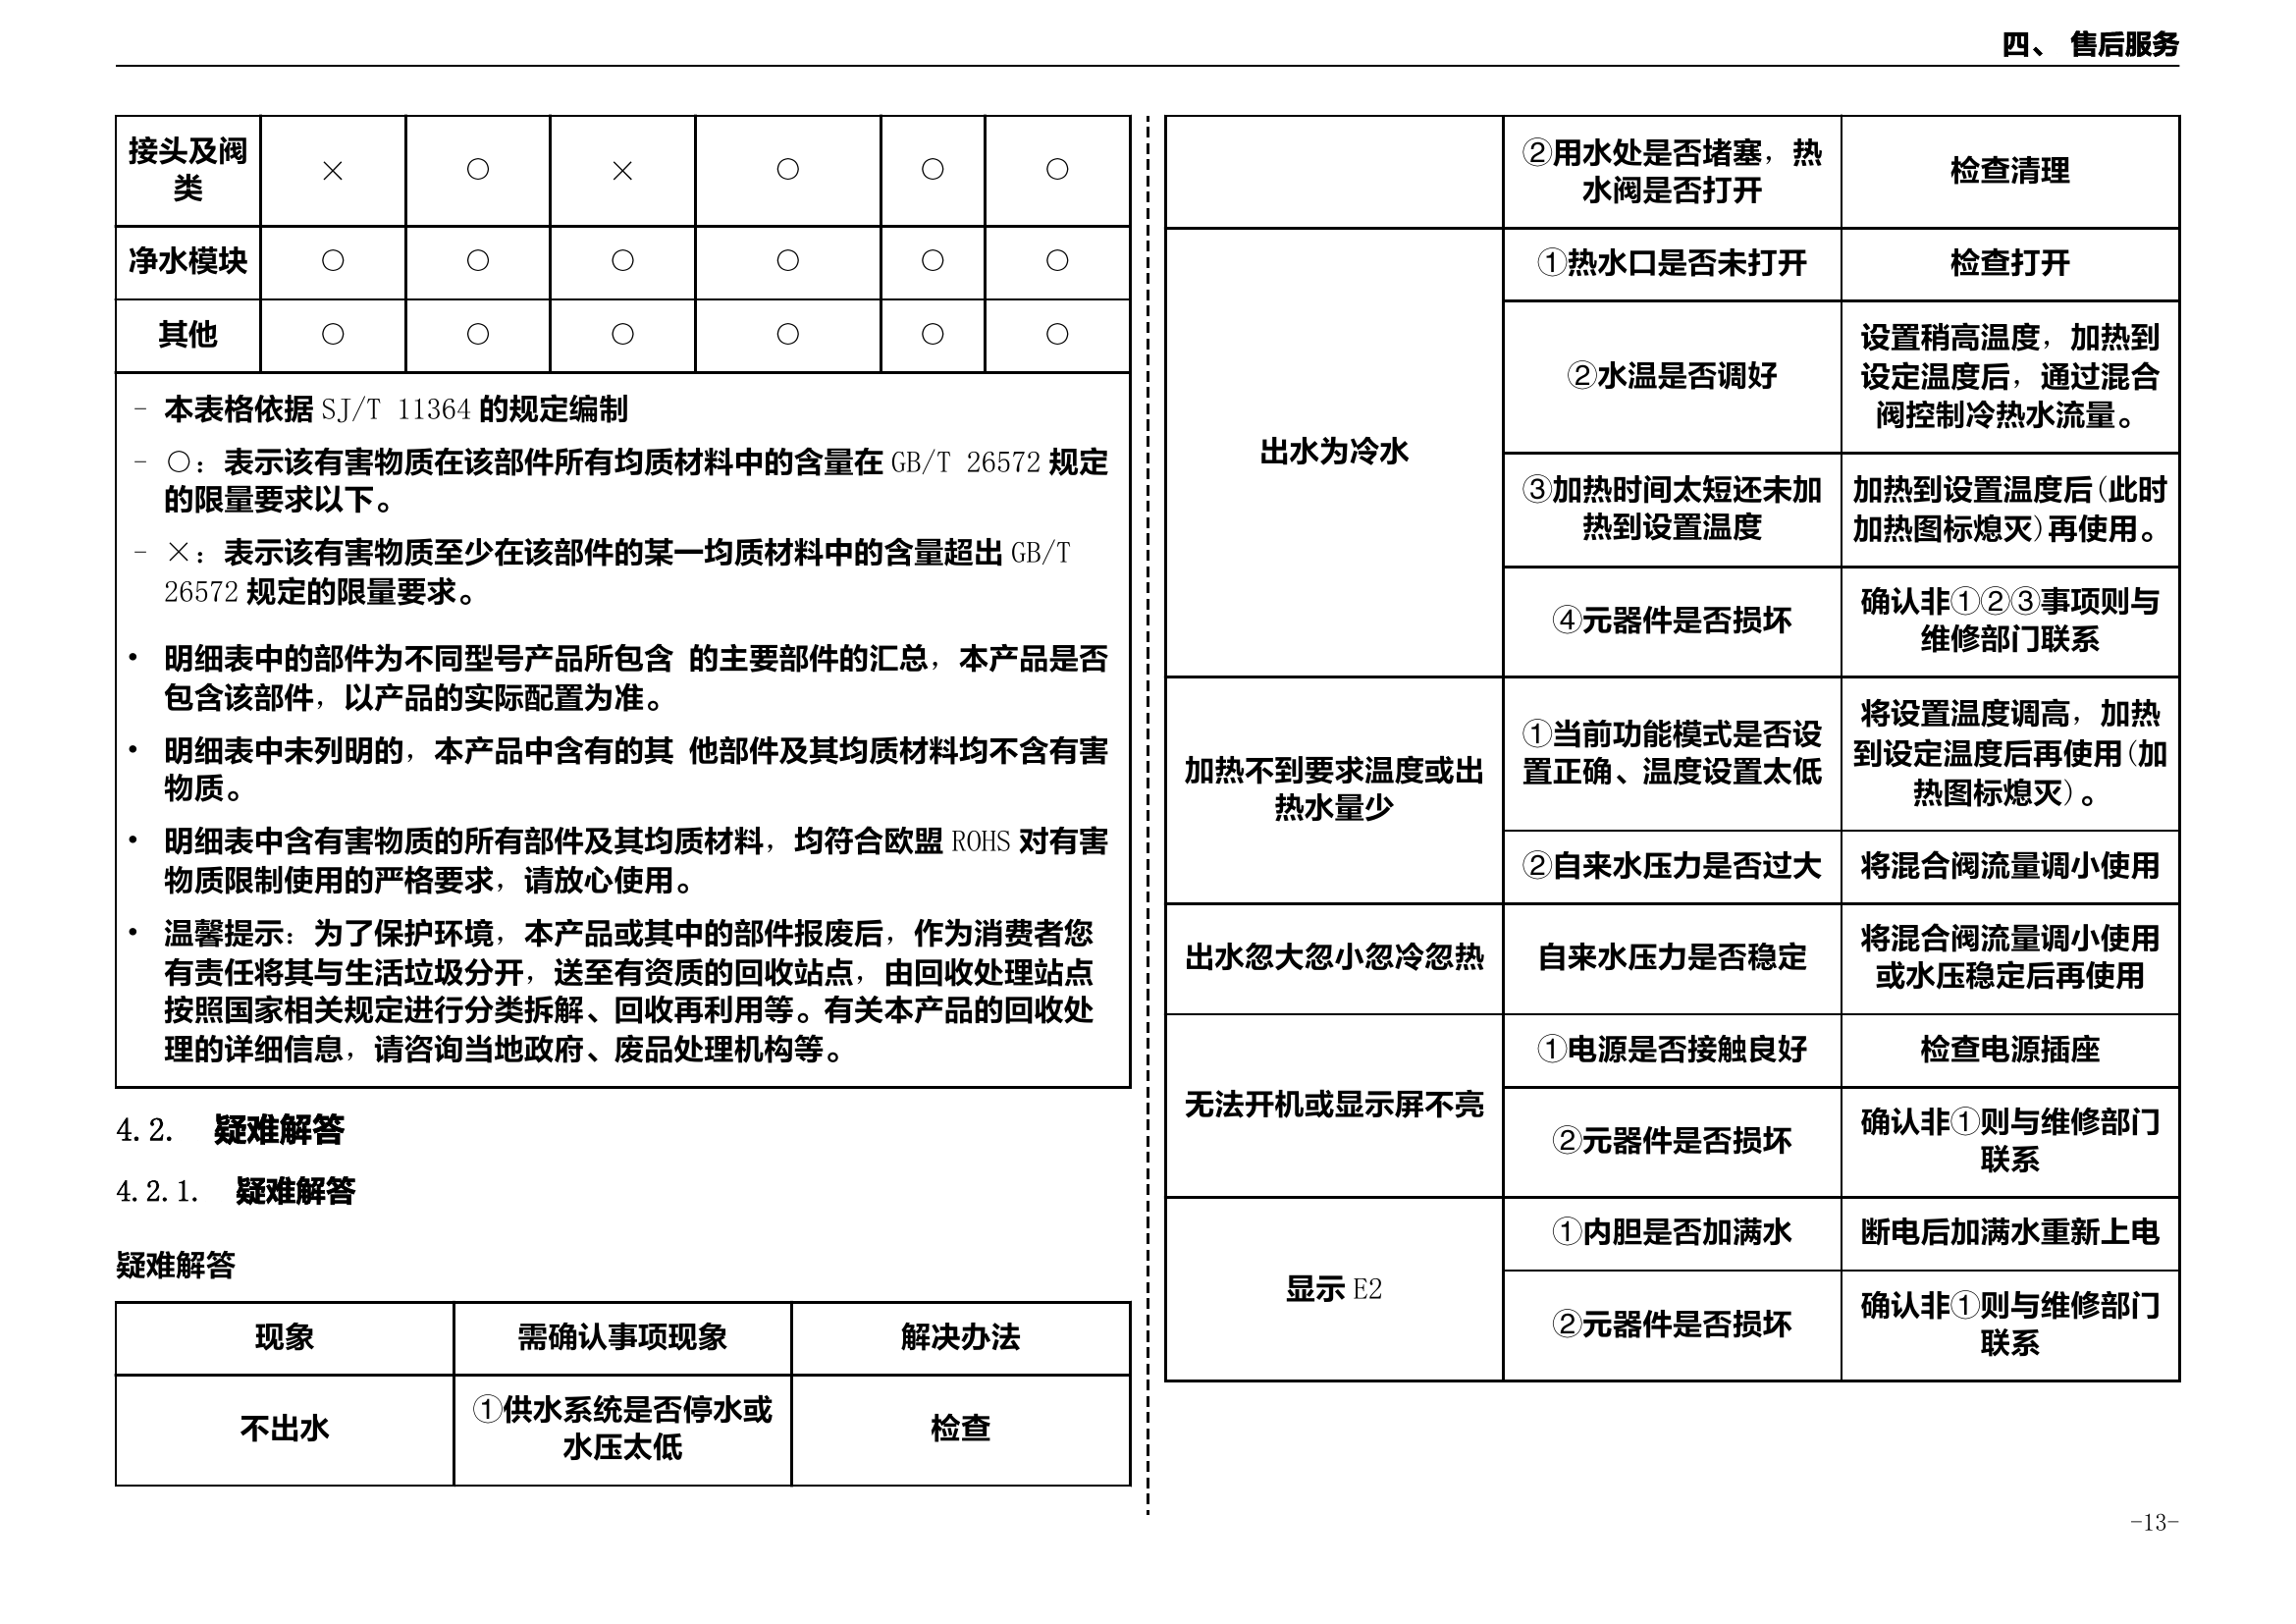 四、 售后服务
接头及阀
类
× ○ × ○ ○ ○
净水模块 ○ ○ ○ ○ ○ ○
其他 ○ ○ ○ ○ ○ ○
- 本表格依据 SJ/T 11364 的规定编制
- ○：表示该有害物质在该部件所有均质材料中的含量在 GB/T 26572 规定
的限量要求以下。
- ×：表示该有害物质至少在该部件的某一均质材料中的含量超出 GB/T
26572 规定的限量要求。
• 明细表中的部件为不同型号产品所包含 的主要部件的汇总，本产品是否
包含该部件，以产品的实际配置为准。
• 明细表中未列明的，本产品中含有的其 他部件及其均质材料均不含有害
物质。
• 明细表中含有害物质的所有部件及其均质材料，均符合欧盟 ROHS 对有害
物质限制使用的严格要求，请放心使用。
• 温馨提示：为了保护环境，本产品或其中的部件报废后，作为消费者您
有责任将其与生活垃圾分开，送至有资质的回收站点，由回收处理站点
按照国家相关规定进行分类拆解、回收再利用等。有关本产品的回收处
理的详细信息，请咨询当地政府、废品处理机构等。
4.2. 疑难解答
4.2.1. 疑难解答
疑难解答
现象 需确认事项现象 解决办法
不出水
①供水系统是否停水或
水压太低
检查
②用水处是否堵塞，热
水阀是否打开
检查清理
出水为冷水
①热水口是否未打开 检查打开
②水温是否调好
设置稍高温度，加热到
设定温度后，通过混合
阀控制冷热水流量。
③加热时间太短还未加
热到设置温度
加热到设置温度后(此时
加热图标熄灭)再使用。
④元器件是否损坏
确认非①②③事项则与
维修部门联系
加热不到要求温度或出
热水量少
①当前功能模式是否设
置正确、温度设置太低
将设置温度调高，加热
到设定温度后再使用(加
热图标熄灭)。
②自来水压力是否过大 将混合阀流量调小使用
出水忽大忽小忽冷忽热 自来水压力是否稳定
将混合阀流量调小使用
或水压稳定后再使用
无法开机或显示屏不亮
①电源是否接触良好 检查电源插座
②元器件是否损坏
确认非①则与维修部门
联系
显示 E2
①内胆是否加满水 断电后加满水重新上电
②元器件是否损坏
确认非①则与维修部门
联系
-13-